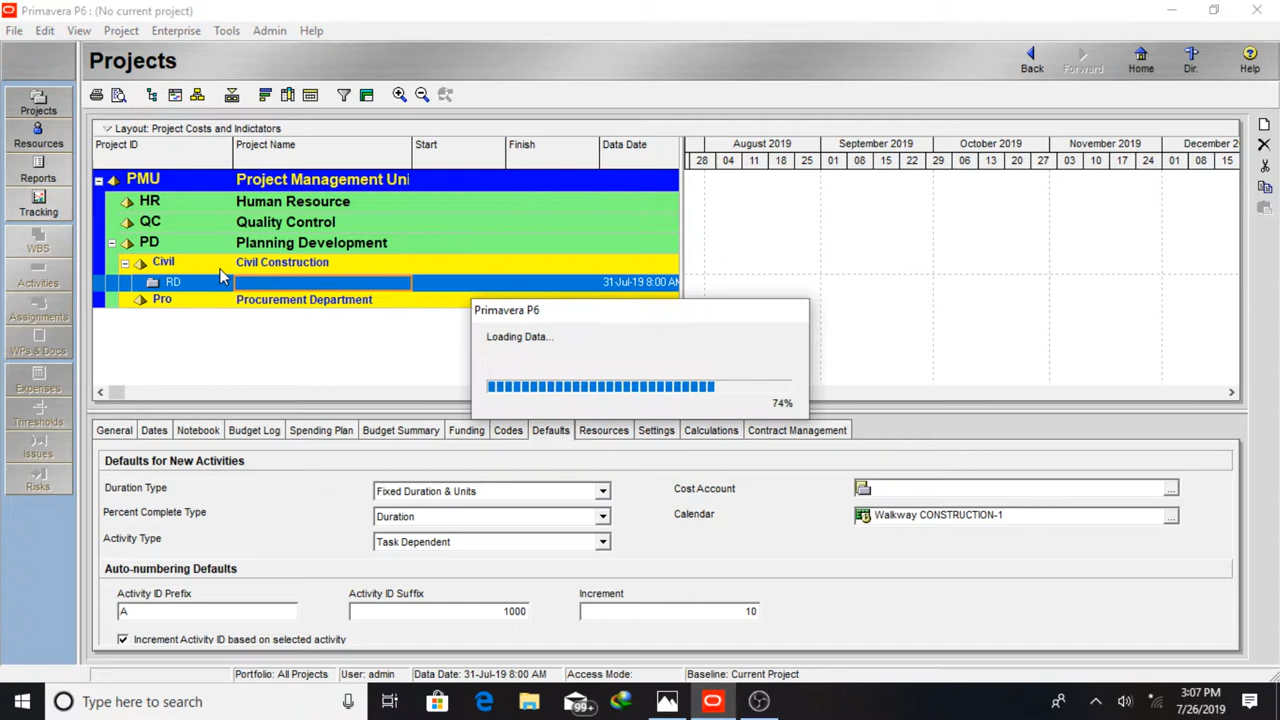 Primavera P6 : (No current project)
File Edit View Project Enterprise Tools Admin Help
Projects
Back Forward Home Dir. Help
Projects
Resources
Reports
Tracking
WBS
Activities
Assignments
WPs & Docs
Expenses
Thresholds
Issues
Risks
Layout: Project Costs and Indictators
Project ID Project Name Start Finish Data Date
August 2019 September 2019 October 2019 November 2019 December 2
28 04 11 18 25 01 08 15 22 29 06 13 20 27 03 10 17 24 01 08 15
PMU Project Management Uni
HR Human Resource
QC Quality Control
PD Planning Development
Civil Civil Construction
RD 31-Jul-19 8:00 AM
Pro Procurement Department
Primavera P6
Loading Data...
74%
General Dates Notebook Budget Log Spending Plan Budget Summary Funding Codes Defaults Resources Settings Calculations Contract Management
Defaults for New Activities
Duration Type Fixed Duration & Units Cost Account ...
Percent Complete Type Duration Calendar Walkway CONSTRUCTION-1 ...
Activity Type Task Dependent
Auto-numbering Defaults
Activity ID Prefix Activity ID Suffix Increment
A 1000 10
Increment Activity ID based on selected activity
Portfolio: All Projects User: admin Data Date: 31-Jul-19 8:00 AM Access Mode: Baseline: Current Project
Type here to search
99+
3:07 PM
7/26/2019